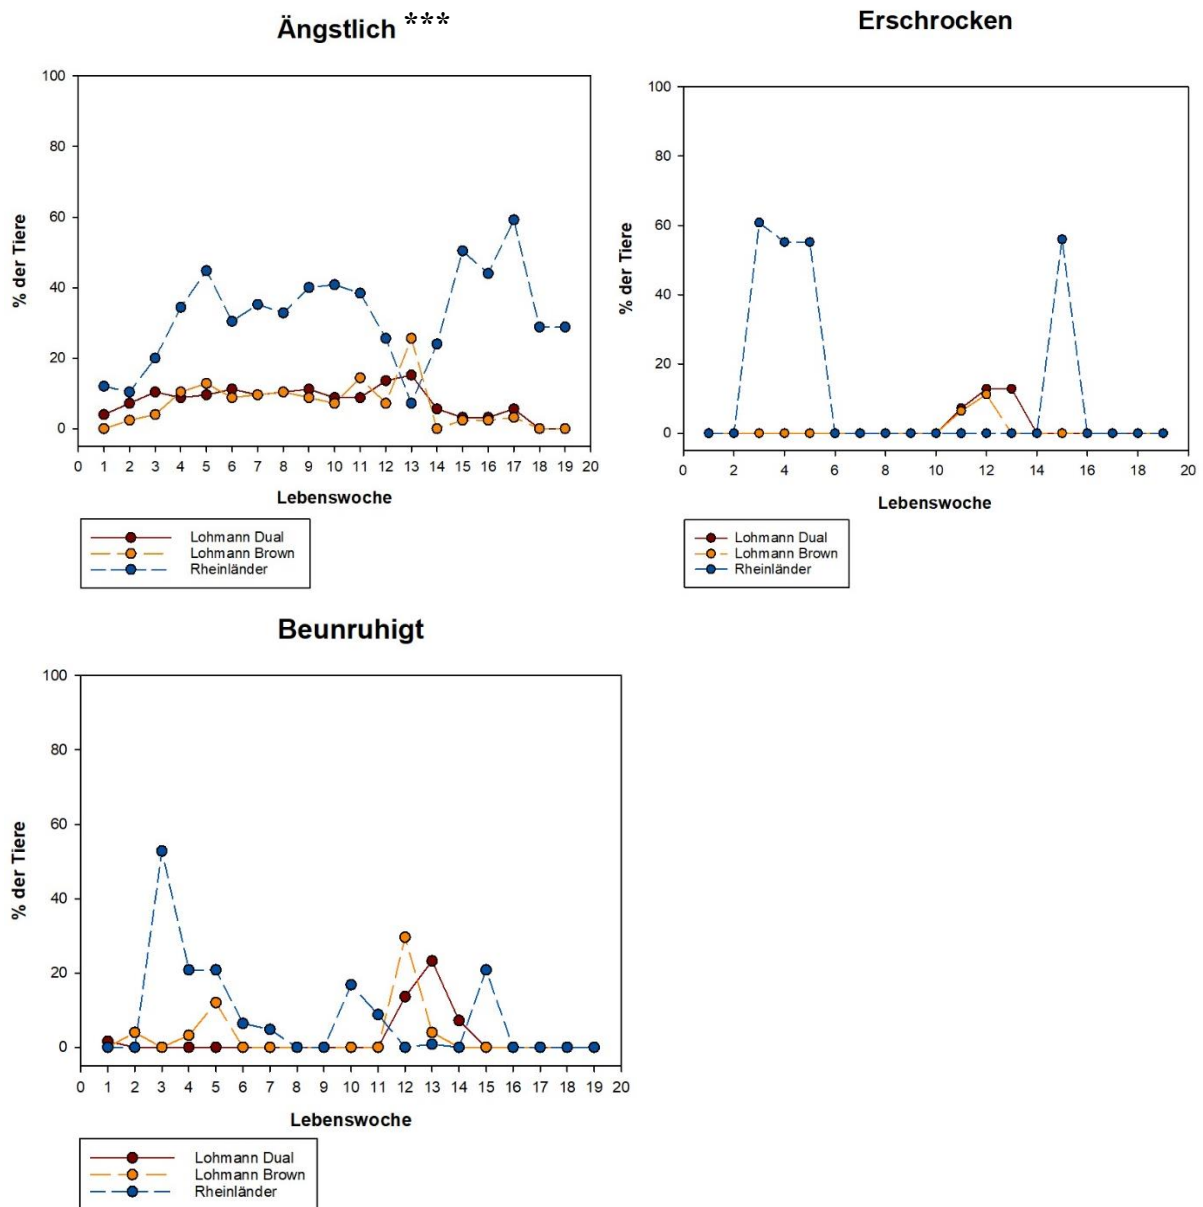 Ängstlich ***
100
80
60
40
20
0
% der Tiere
0 1 2 3 4 5 6 7 8 9 10 11 12 13 14 15 16 17 18 19 20
Lebenswoche
Lohmann Dual
Lohmann Brown
Rheinländer
Erschrocken
100
80
60
40
20
0
% der Tiere
0 2 4 6 8 10 12 14 16 18 20
Lebenswoche
Lohmann Dual
Lohmann Brown
Rheinländer
Beunruhigt
100
80
60
40
20
0
% der Tiere
0 1 2 3 4 5 6 7 8 9 10 11 12 13 14 15 16 17 18 19 20
Lebenswoche
Lohmann Dual
Lohmann Brown
Rheinländer